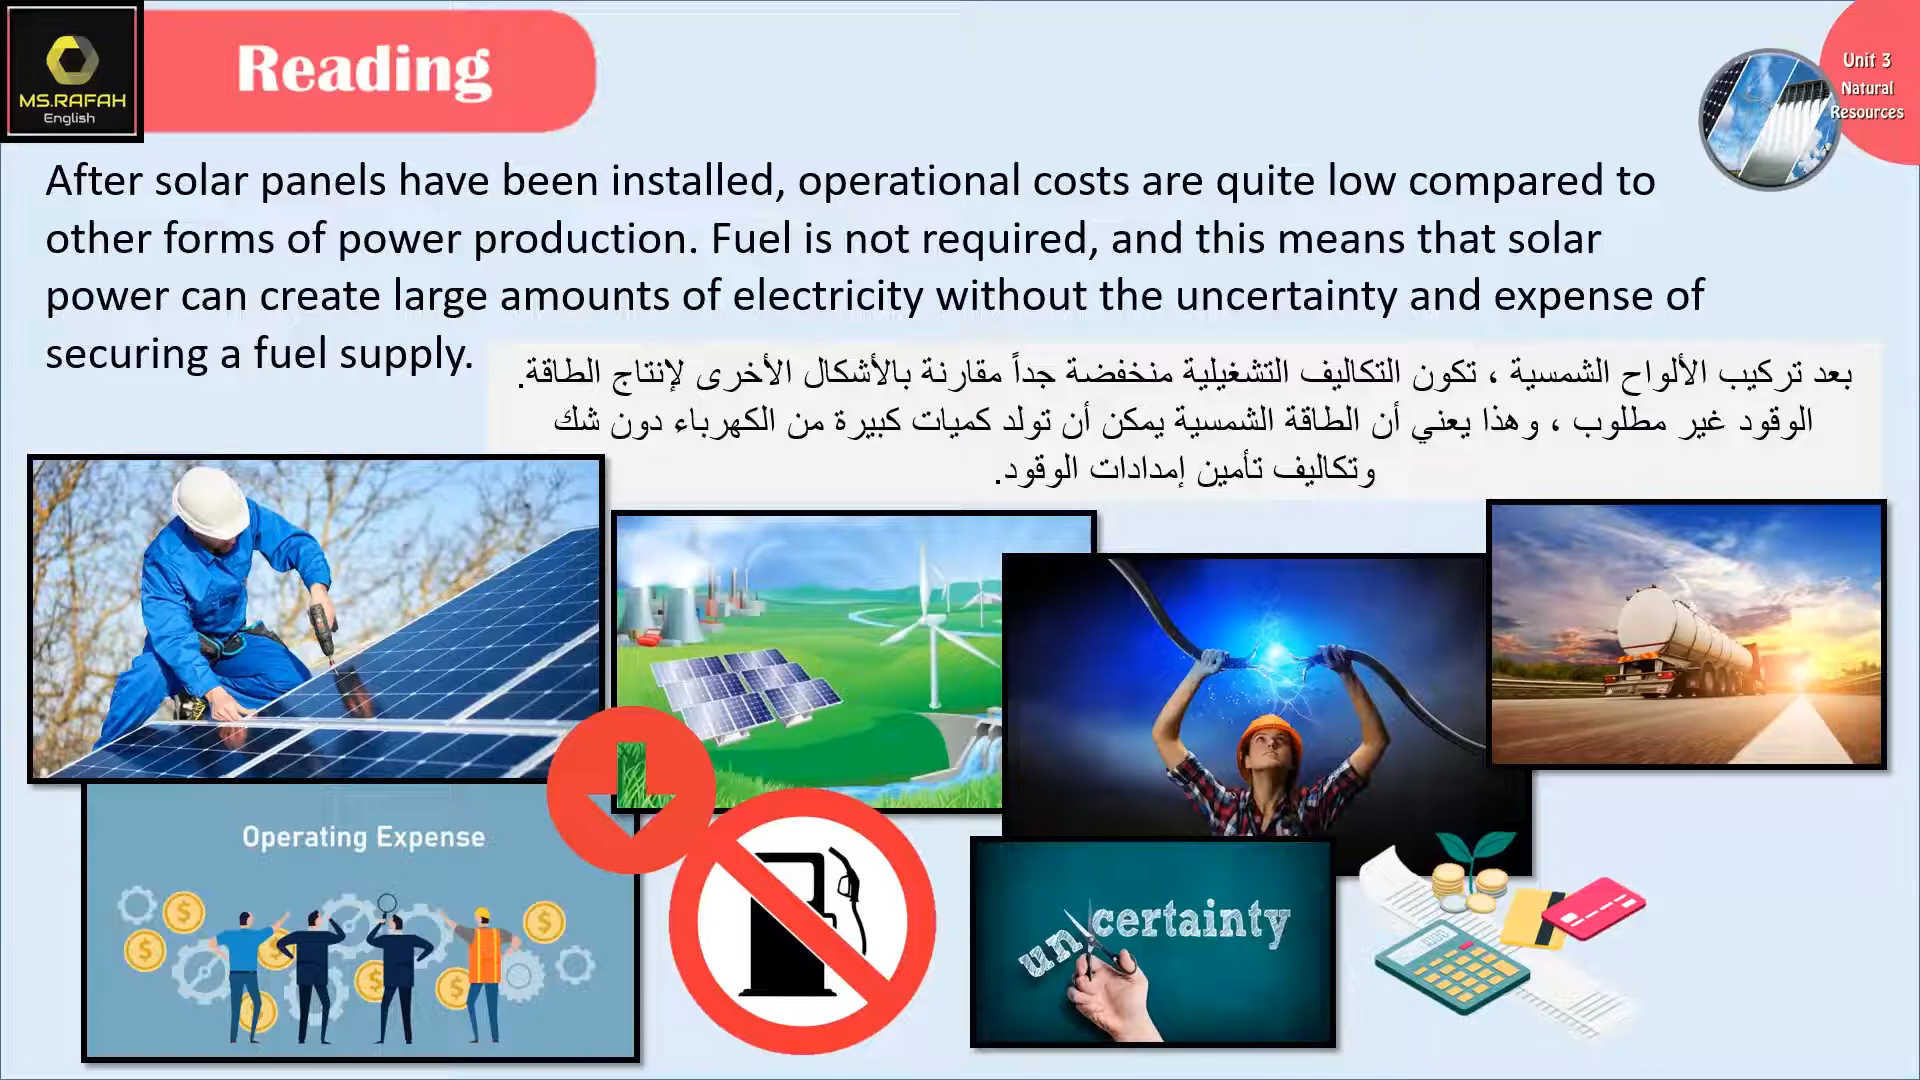 MS.RAFAH
English
Reading
Unit 3
Natural
Resources
After solar panels have been installed, operational costs are quite low compared to
other forms of power production. Fuel is not required, and this means that solar
power can create large amounts of electricity without the uncertainty and expense of
securing a fuel supply.
بعد تركيب الألواح الشمسية ، تكون التكاليف التشغيلية منخفضة جداً مقارنة بالأشكال الأخرى لإنتاج الطاقة.
الوقود غير مطلوب ، وهذا يعني أن الطاقة الشمسية يمكن أن تولد كميات كبيرة من الكهرباء دون شك
وتكاليف تأمين إمدادات الوقود.
Operating Expense
uncertainty